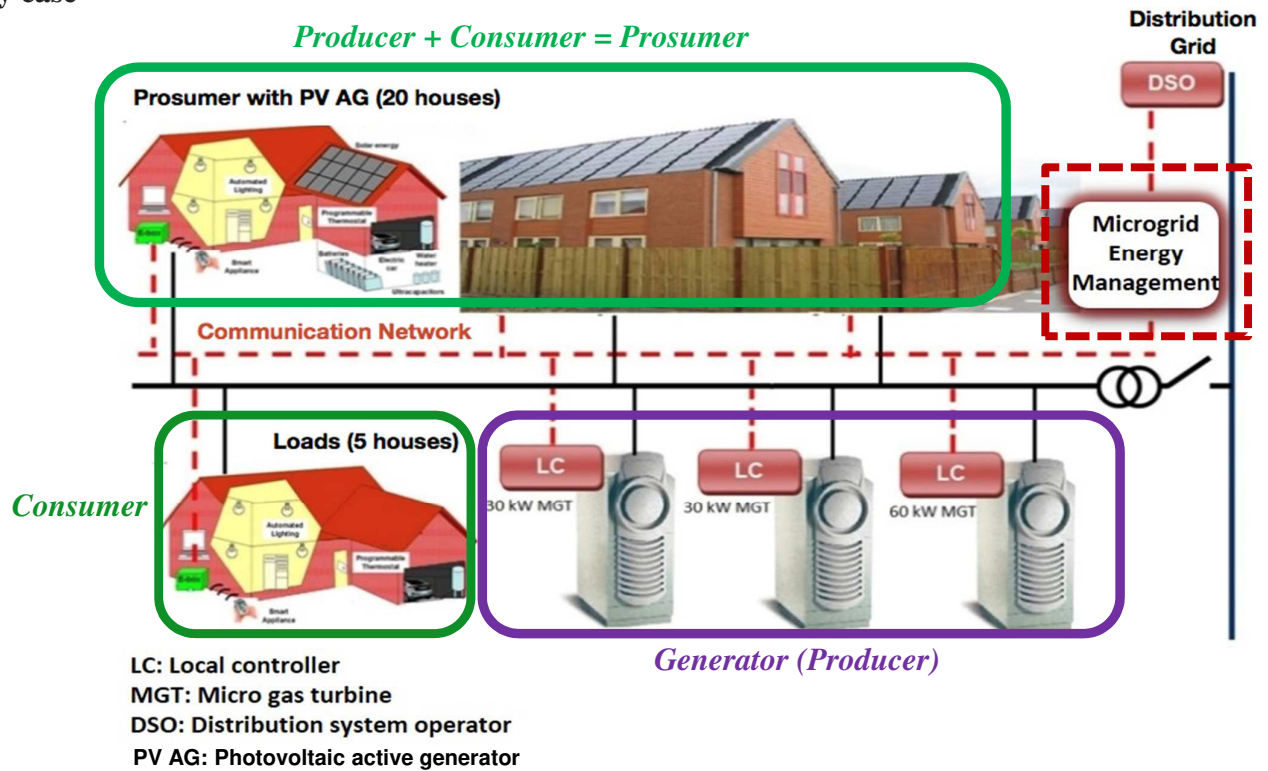 y case
Producer + Consumer = Prosumer
Distribution
Grid
DSO
Prosumer with PV AG (20 houses)
Solar energy
Automated
Lighting
Programmable
Thermostat
E-box
Smart
Appliance
Batteries
Electric
car
Water
heater
Ultracapacitors
Microgrid
Energy
Management
Communication Network
Loads (5 houses)
Consumer
Automated
Lighting
Programmable
Thermostat
E-box
Smart
Appliance
LC
30 kW MGT
LC
30 kW MGT
LC
60 kW MGT
Generator (Producer)
LC: Local controller
MGT: Micro gas turbine
DSO: Distribution system operator
PV AG: Photovoltaic active generator